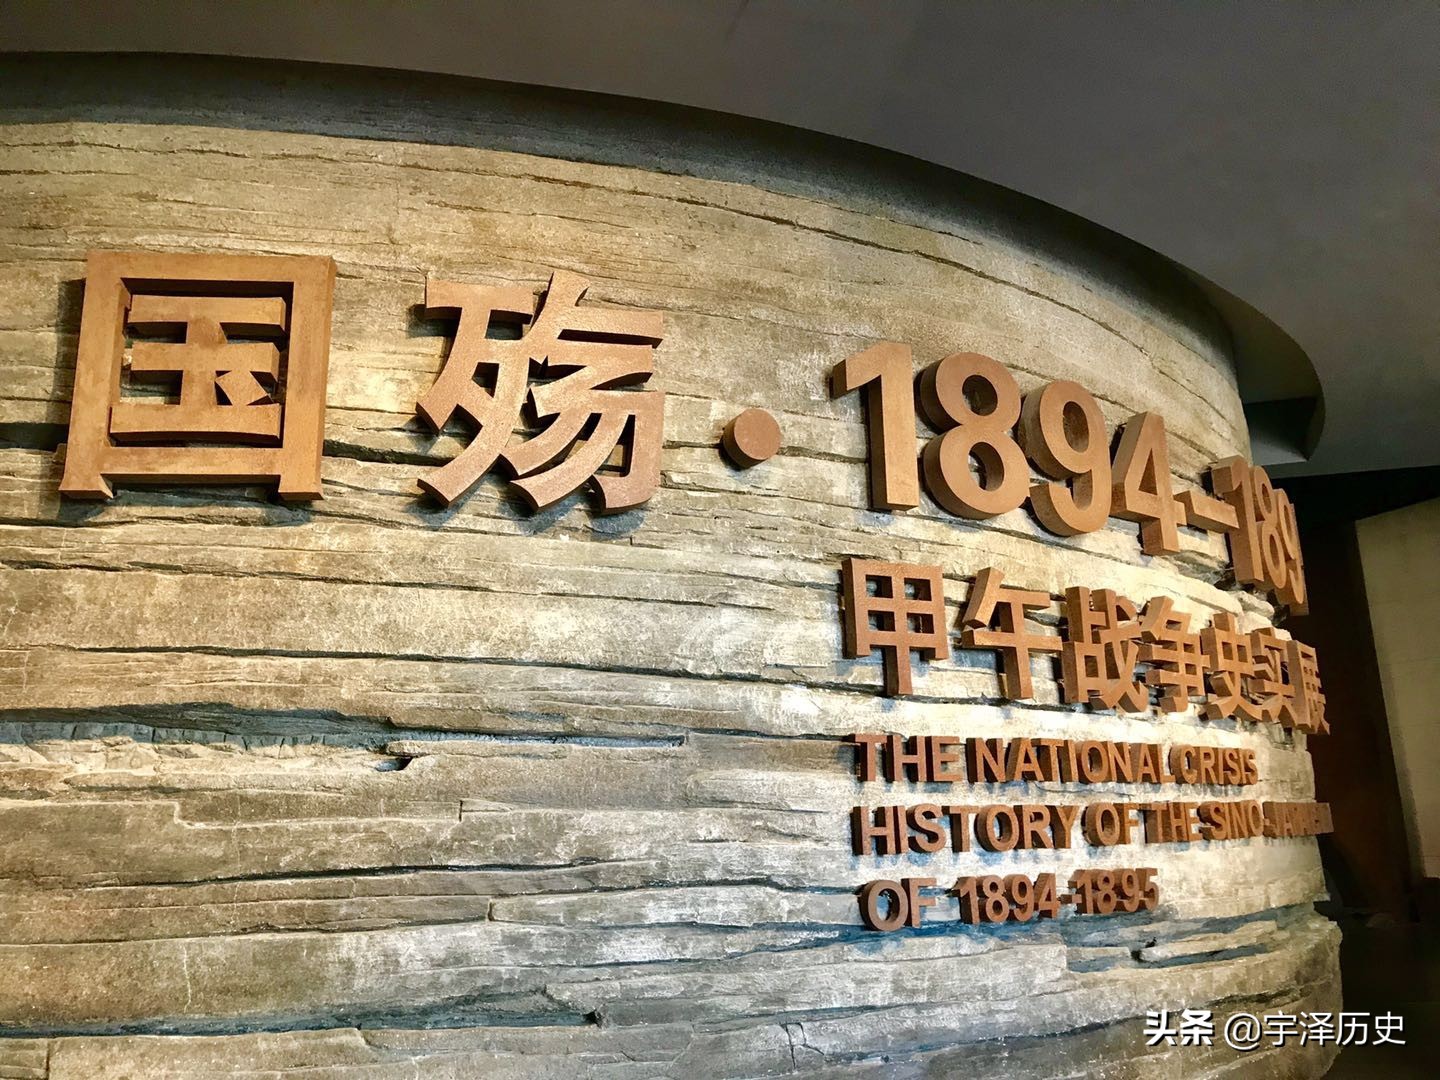 国殇·1894-189
甲午战争史实展
THE NATIONAL CRISIS
HISTORY OF THE SINO-
OF 1894-1895
头条 @宇泽历史